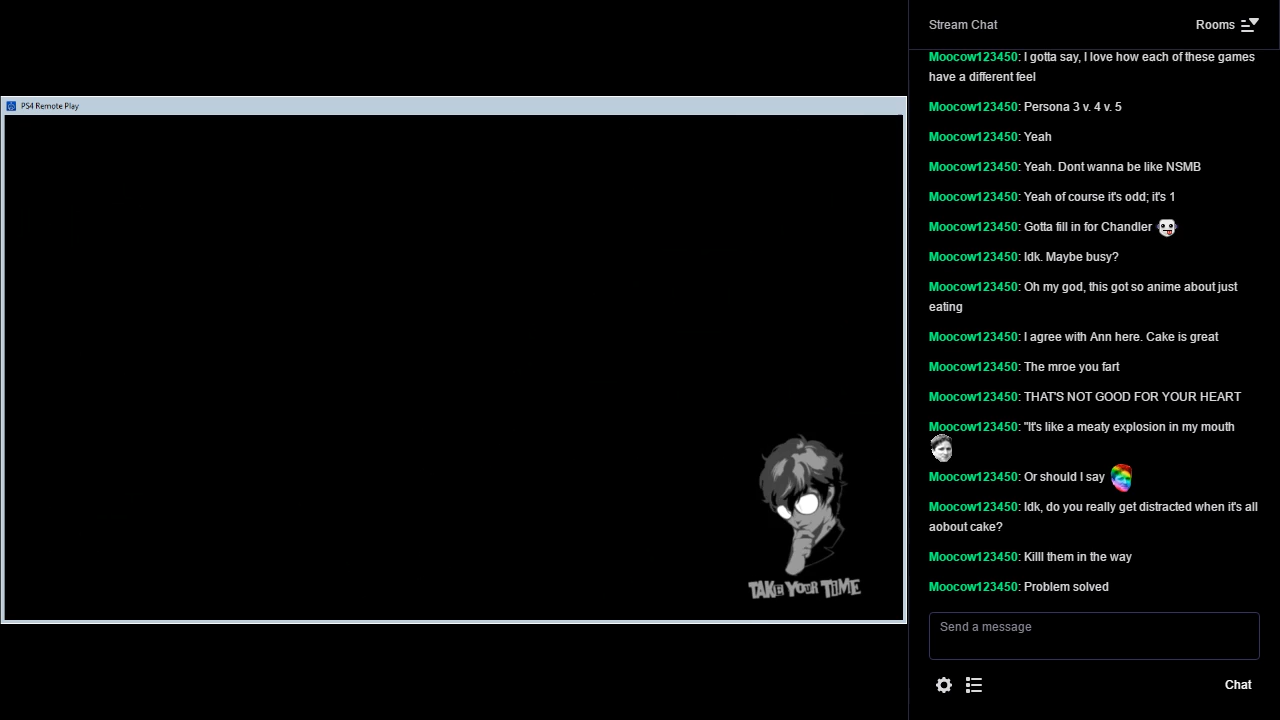 Stream Chat
Rooms
PS4 Remote Play
Moocow123450: I gotta say, I love how each of these games
have a different feel
Moocow123450: Persona 3 v. 4 v. 5
Moocow123450: Yeah
Moocow123450: Yeah. Dont wanna be like NSMB
Moocow123450: Yeah of course it's odd; it's 1
Moocow123450: Gotta fill in for Chandler
Moocow123450: Idk. Maybe busy?
Moocow123450: Oh my god, this got so anime about just
eating
Moocow123450: I agree with Ann here. Cake is great
Moocow123450: The mroe you fart
Moocow123450: THAT'S NOT GOOD FOR YOUR HEART
Moocow123450: "It's like a meaty explosion in my mouth
Moocow123450: Or should I say
Moocow123450: Idk, do you really get distracted when it's all
aobout cake?
Moocow123450: Killl them in the way
Moocow123450: Problem solved
TAKE YOUR TIME
Send a message
Chat